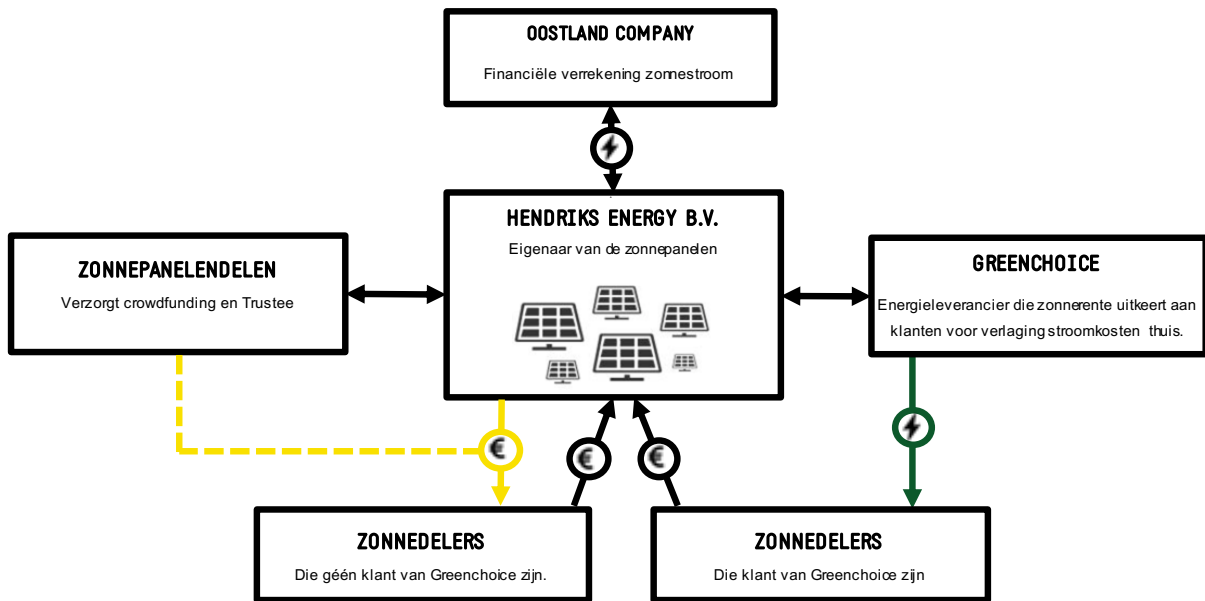 OOSTLAND COMPANY
Financiële verrekening zonnestroom
HENDRIKS ENERGY B.V.
Eigenaar van de zonnepanelen
ZONNEPANELENDELEN
Verzorgt crowdfunding en Trustee
GREENCHOICE
Energieleverancier die zonnerente uitkeert aan
klanten voor verlaging stroomkosten thuis.
€
€
€
ZONNEDELERS
Die géén klant van Greenchoice zijn.
ZONNEDELERS
Die klant van Greenchoice zijn